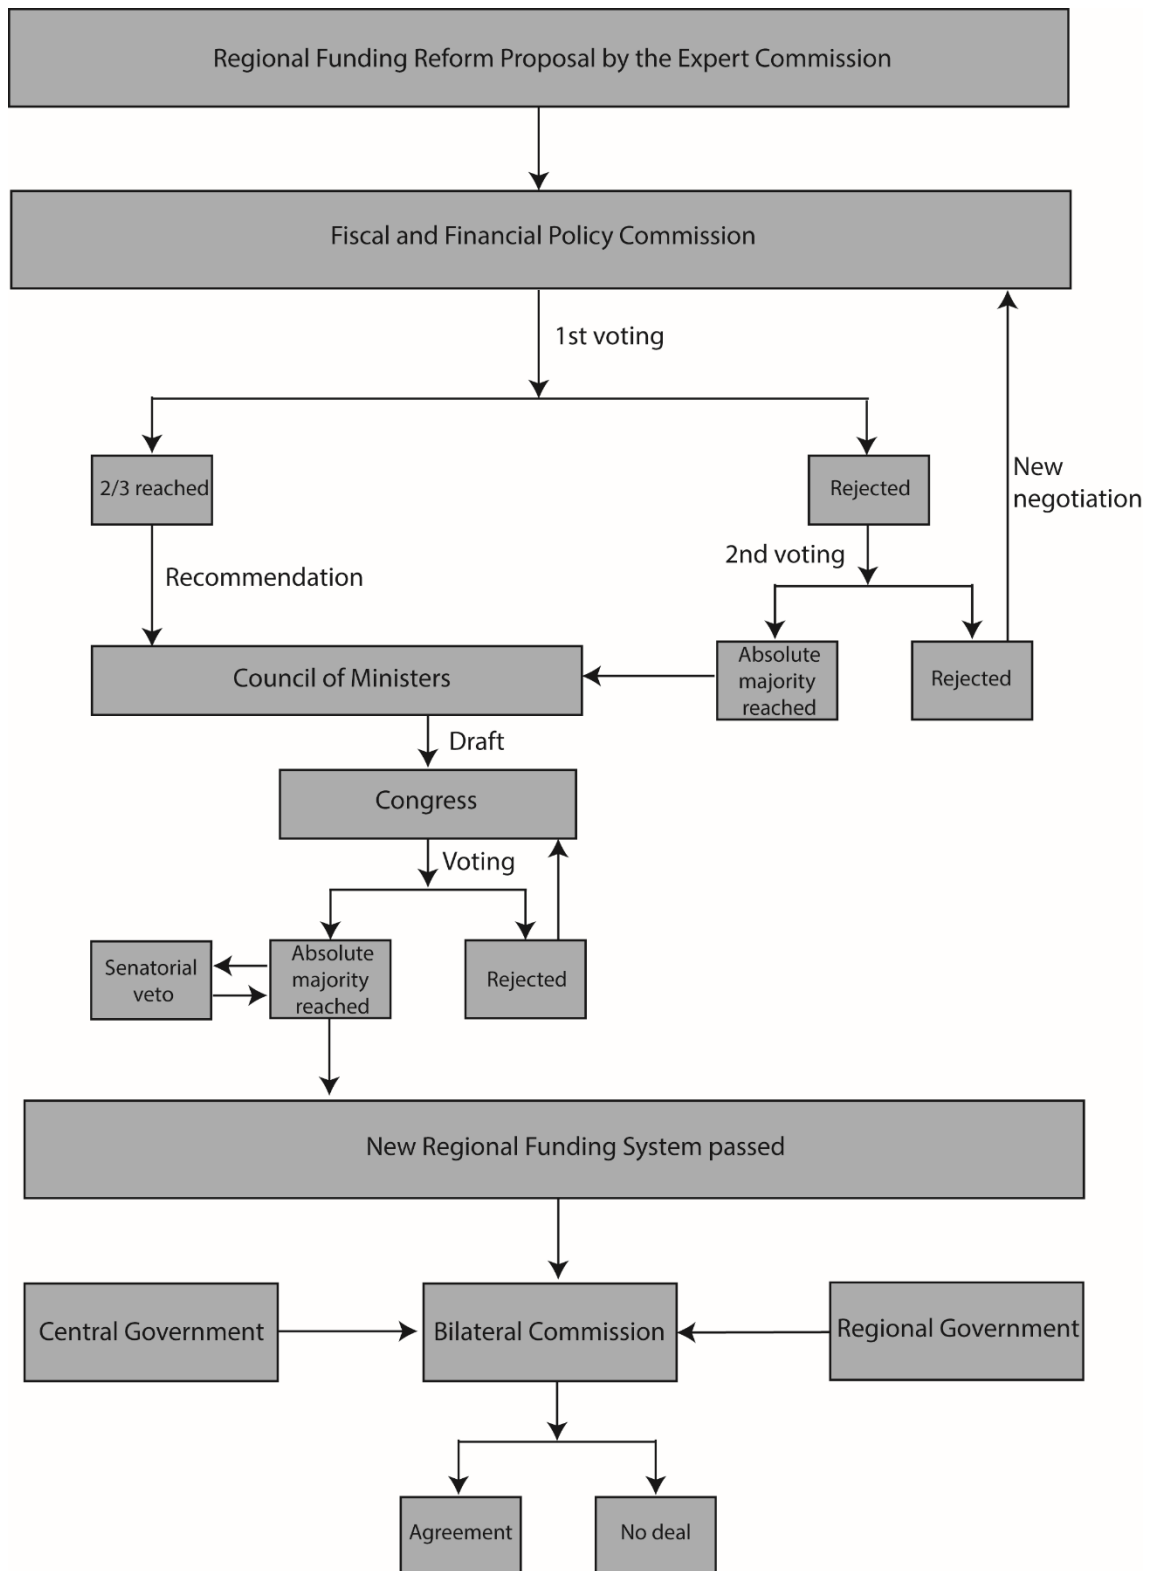 Regional Funding Reform Proposal by the Expert Commission
Fiscal and Financial Policy Commission
1st voting
2/3 reached
Rejected
New
negotiation
2nd voting
Recommendation
Absolute
majority
reached
Rejected
Council of Ministers
Draft
Congress
Voting
Senatorial
veto
Absolute
majority
reached
Rejected
New Regional Funding System passed
Central Government
Bilateral Commission
Regional Government
Agreement
No deal